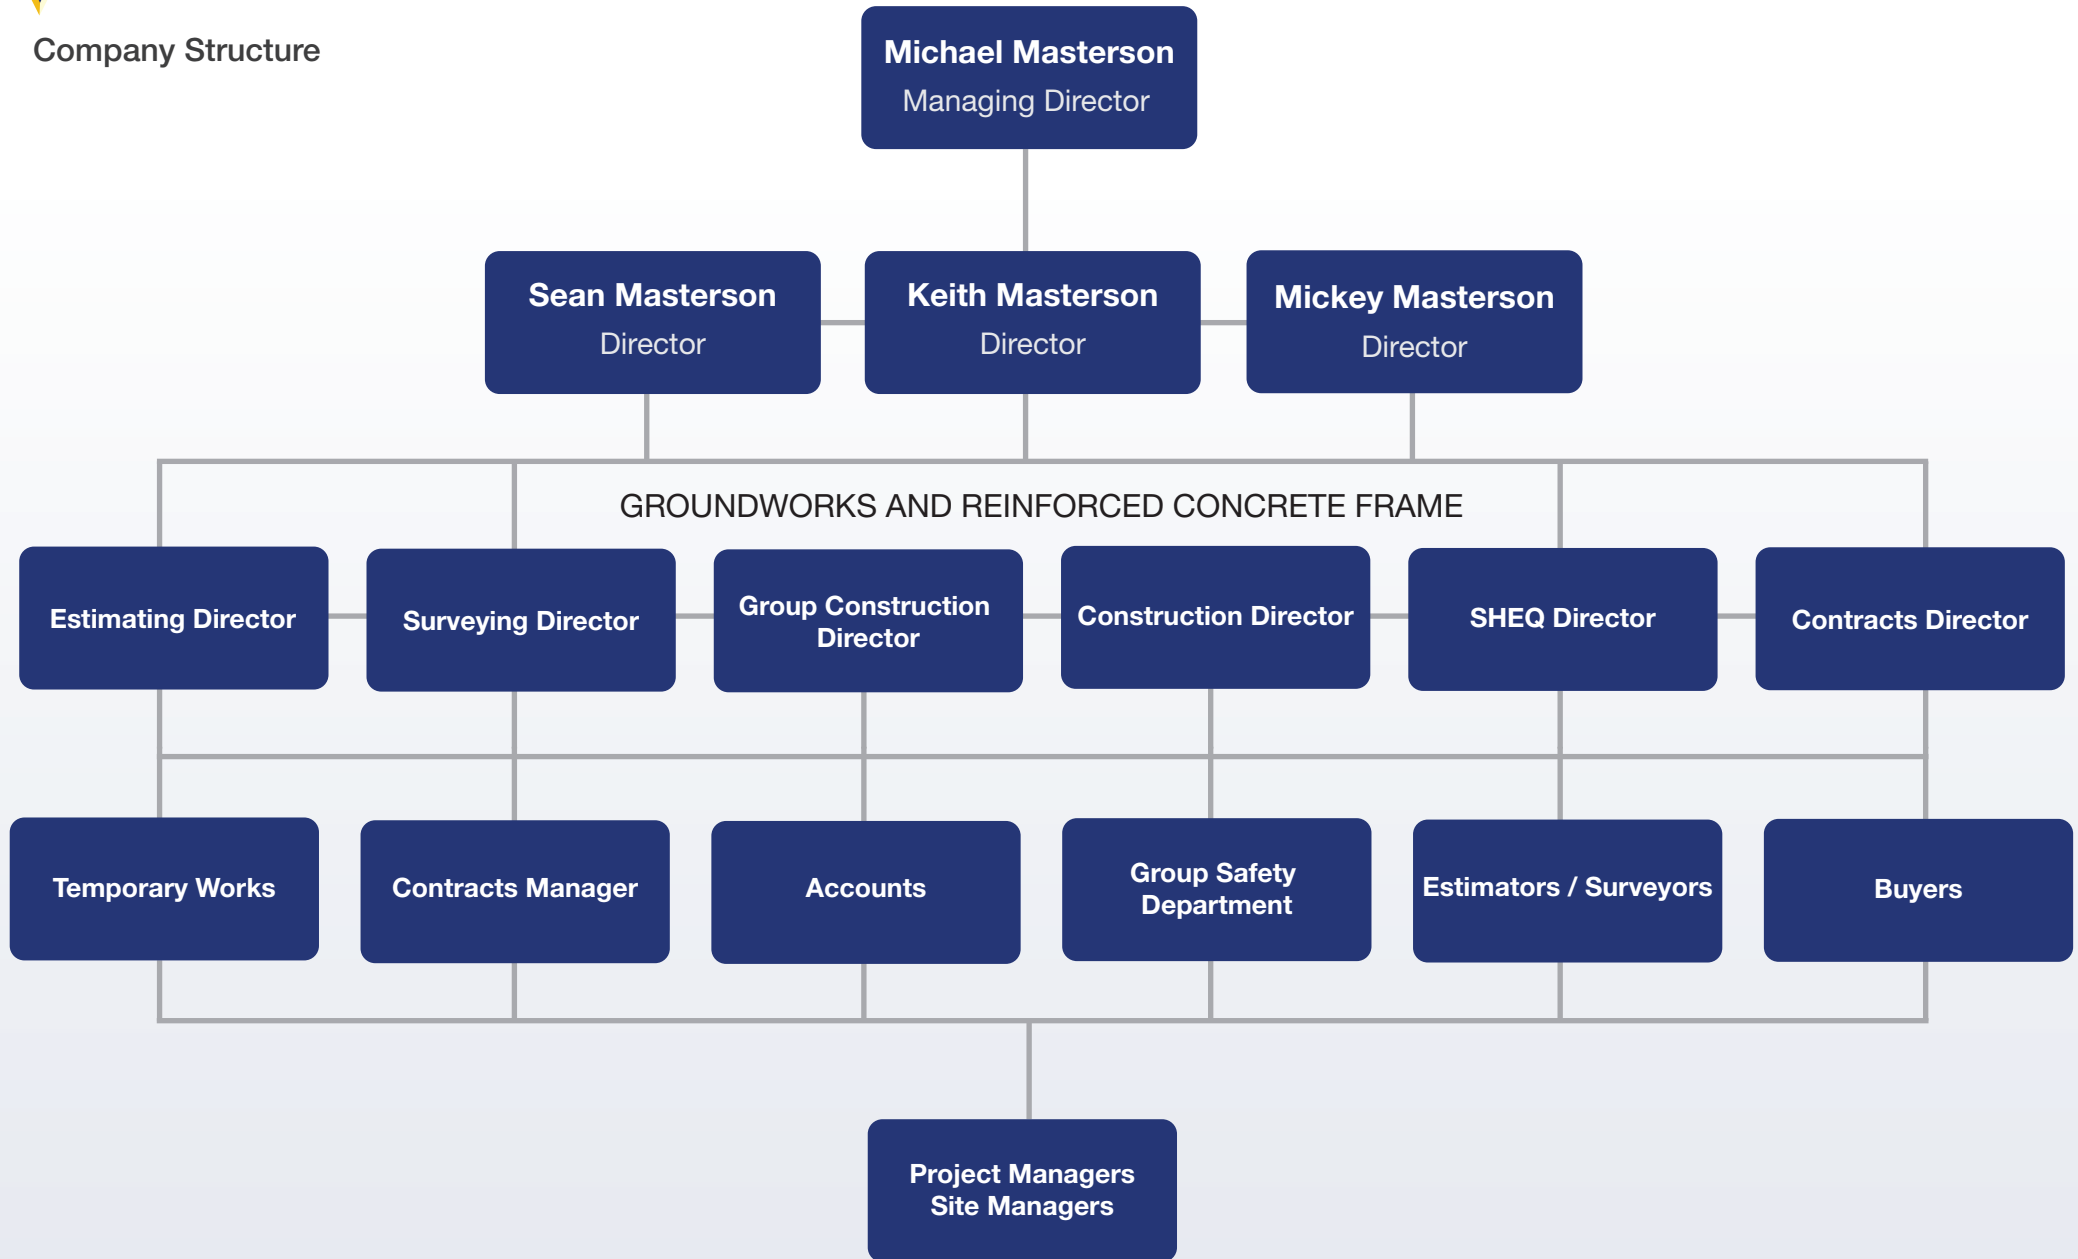 Company Structure
Michael Masterson
Managing Director
Sean Masterson
Director
Keith Masterson
Director
Mickey Masterson
Director
GROUNDWORKS AND REINFORCED CONCRETE FRAME
Estimating Director
Surveying Director
Group Construction
Director
Construction Director
SHEQ Director
Contracts Director
Temporary Works
Contracts Manager
Accounts
Group Safety
Department
Estimators / Surveyors
Buyers
Project Managers
Site Managers